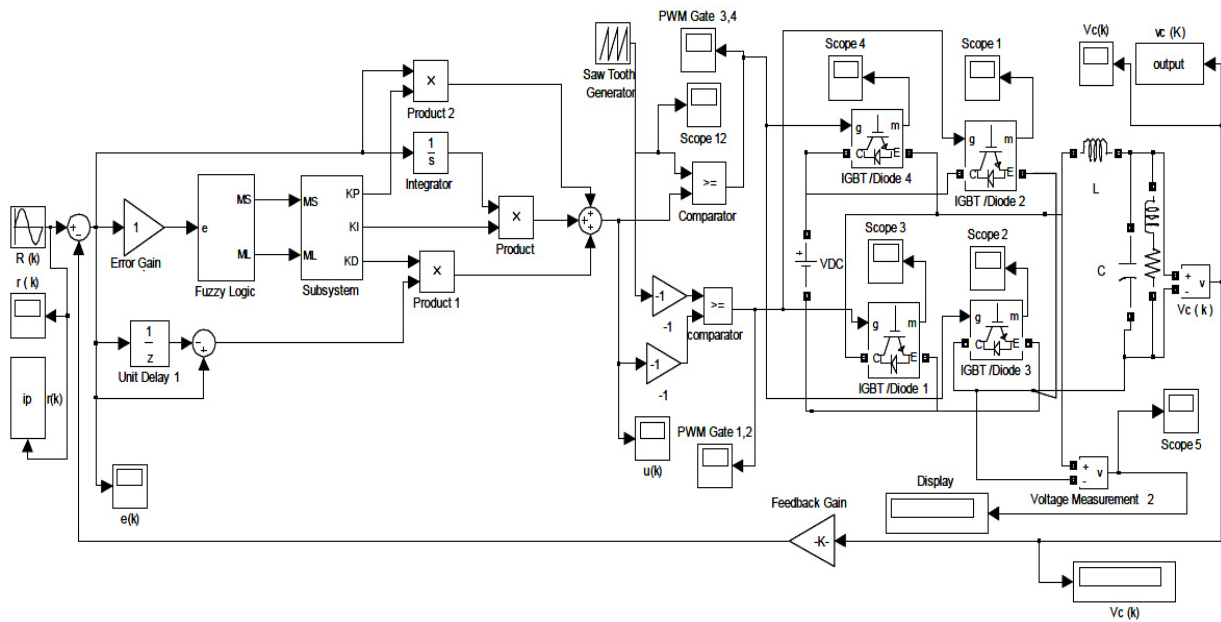 R (k)
r ( k)
ip
r(k)
e(k)
1
Error Gain
e
MS
ML
Fuzzy Logic
MS
ML
KP
KI
KD
Subsystem
1
z
Unit Delay 1
×
Product 2
1
s
Integrator
×
Product
×
Product 1
Saw Tooth
Generator
PWM Gate 3,4
Scope 12
>=
Comparator
-1
-1
>=
comparator
-1
-1
u(k)
PWM Gate 1,2
Scope 4
g
m
C
E
IGBT /Diode 4
Scope 1
g
m
C
E
IGBT /Diode 2
VDC
Scope 3
g
m
C
E
IGBT /Diode 1
Scope 2
g
m
C
E
IGBT /Diode 3
Vc(k)
vc (K)
output
L
C
v
Vc ( k )
Scope 5
v
Voltage Measurement 2
Display
Feedback Gain
-K-
Vc (k)